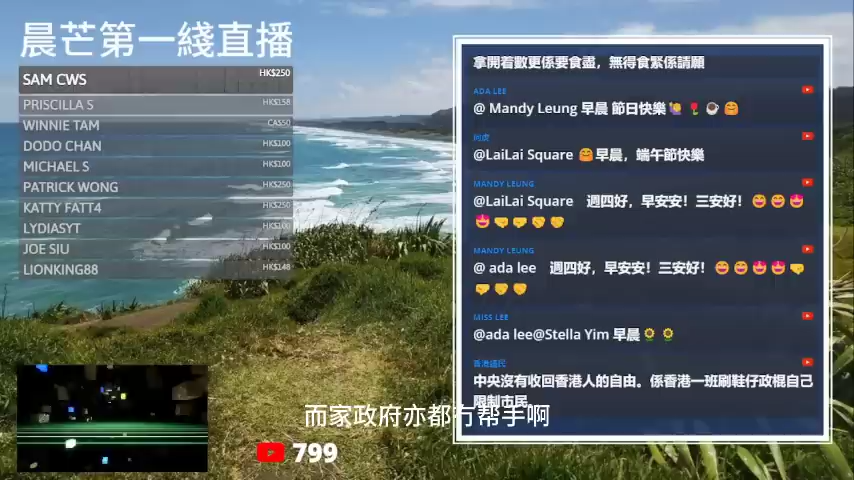 晨芒第一綫直播
SAM CWS HK$250
PRISCILLA S HK$158
WINNIE TAM CA$50
DODO CHAN HK$100
MICHAEL S HK$100
PATRICK WONG HK$250
KATTY FATT4 HK$250
LYDIASYT HK$100
JOE SIU HK$100
LIONKING88 HK$148
拿開着數更係要食盡，無得食緊係請願
ADA LEE
@ Mandy Leung 早晨 節日快樂🙋🌷☕🤗
@LaiLai Square 🤗早晨，端午節快樂
MANDY LEUNG
@LaiLai Square 週四好，早安安！三安好！😄😄🤩
🤩🤜🤜🤛🤛
MANDY LEUNG
@ ada lee 週四好，早安安！三安好！😄😄🤩🤩🤜
🤜🤛🤛
MISS LEE
@ada lee@Stella Yim 早晨🌻🌻
香港國民
中央沒有收回香港人的自由。係香港一班刷鞋仔政棍自己
限制市民。
而家政府亦都冇帮手啊
799